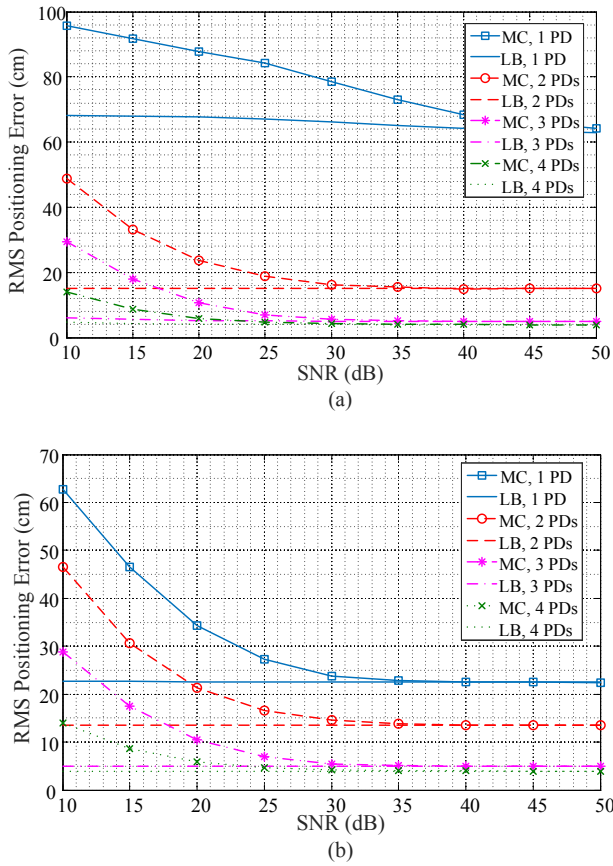 100
80
60
40
20
0
RMS Positioning Error (cm)
MC, 1 PD
LB, 1 PD
MC, 2 PDs
LB, 2 PDs
MC, 3 PDs
LB, 3 PDs
MC, 4 PDs
LB, 4 PDs
10 15 20 25 30 35 40 45 50
SNR (dB)
(a)
70
60
50
40
30
20
10
0
RMS Positioning Error (cm)
MC, 1 PD
LB, 1 PD
MC, 2 PDs
LB, 2 PDs
MC, 3 PDs
LB, 3 PDs
MC, 4 PDs
LB, 4 PDs
10 15 20 25 30 35 40 45 50
SNR (dB)
(b)